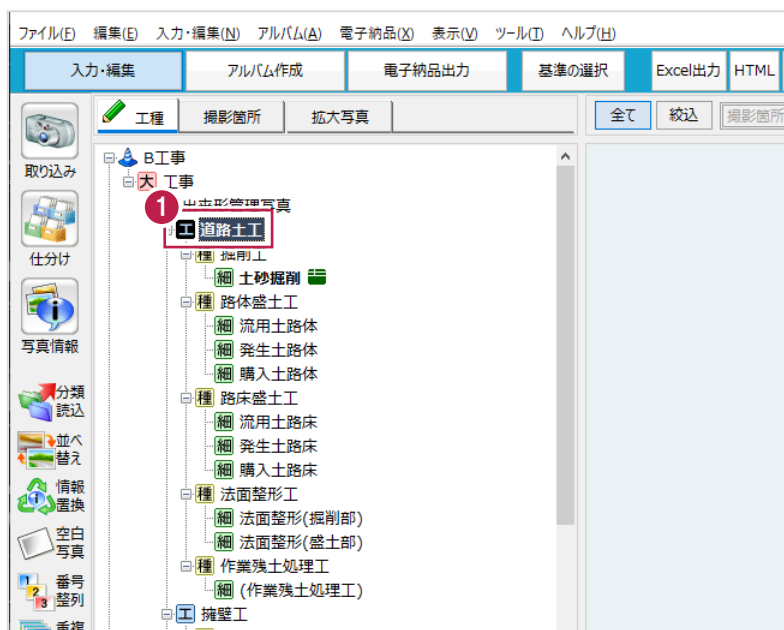 ファイル(F) 編集(E) 入力・編集(N) アルバム(A) 電子納品(X) 表示(V) ツール(T) ヘルプ(H)
入力・編集 アルバム作成 電子納品出力 基準の選択 Excel出力 HTML
工種 撮影箇所 拡大写真 全て 絞込 撮影箇所
取り込み
仕分け
写真情報
分類
読込
並べ
替え
情報
置換
空白
写真
番号
整列
1
2
3
重複
B工事
大 工事
出来形管理写真
1
工 道路土工
種 掘削工
細 土砂掘削
種 路体盛土工
細 流用土路体
細 発生土路体
細 購入土路体
種 路床盛土工
細 流用土路床
細 発生土路床
細 購入土路床
種 法面整形工
細 法面整形(掘削部)
細 法面整形(盛土部)
種 作業残土処理工
細 (作業残土処理工)
工 擁壁工